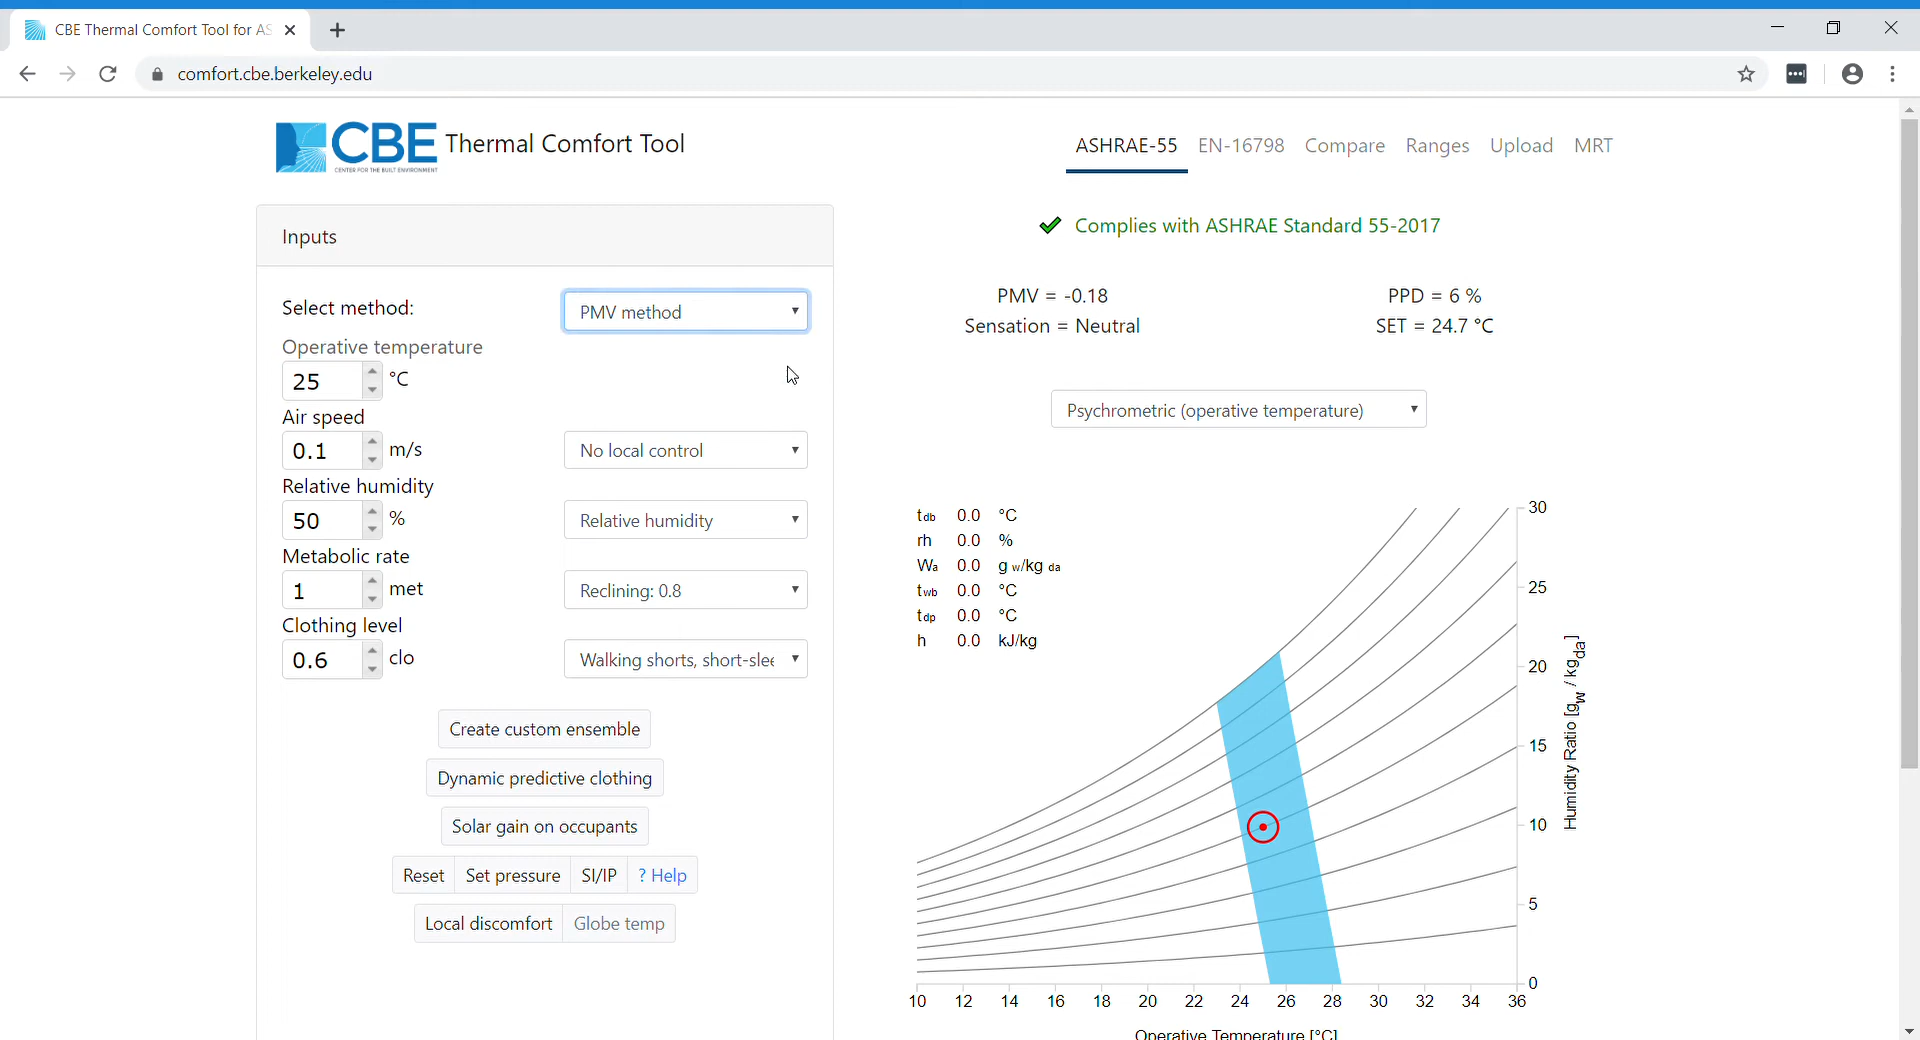 CBE Thermal Comfort Tool for AS
comfort.cbe.berkeley.edu
CBE Thermal Comfort Tool
CENTER FOR THE BUILT ENVIRONMENT
ASHRAE-55 EN-16798 Compare Ranges Upload MRT
Inputs
Select method: PMV method
Operative temperature
25 °C
Air speed
0.1 m/s No local control
Relative humidity
50 % Relative humidity
Metabolic rate
1 met Reclining: 0.8
Clothing level
0.6 clo Walking shorts, short-slee
Create custom ensemble
Dynamic predictive clothing
Solar gain on occupants
Reset Set pressure SI/IP ? Help
Local discomfort Globe temp
Complies with ASHRAE Standard 55-2017
PMV = -0.18 PPD = 6 %
Sensation = Neutral SET = 24.7 °C
Psychrometric (operative temperature)
tdb 0.0 °C
rh 0.0 %
Wa 0.0 g w/kg da
twb 0.0 °C
tdp 0.0 °C
h 0.0 kJ/kg
30
25
20
15
10
5
0
Humidity Ratio [gw / kgda]
10 12 14 16 18 20 22 24 26 28 30 32 34 36
Operative Temperature [°C]